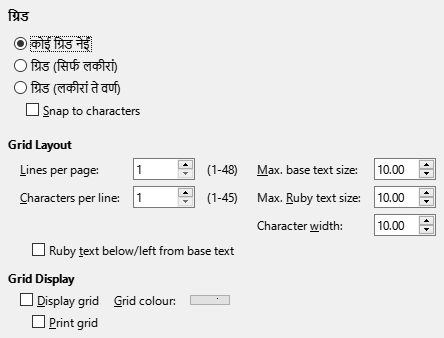 ग्रिड
कोई ग्रिड नेईं
ग्रिड (सिर्फ लकीरां)
ग्रिड (लकीरां ते वर्ण)
Snap to characters
Grid Layout
Lines per page: 1 (1-48) Max. base text size: 10.00
Characters per line: 1 (1-45) Max. Ruby text size: 10.00
Character width: 10.00
Ruby text below/left from base text
Grid Display
Display grid Grid colour:
Print grid